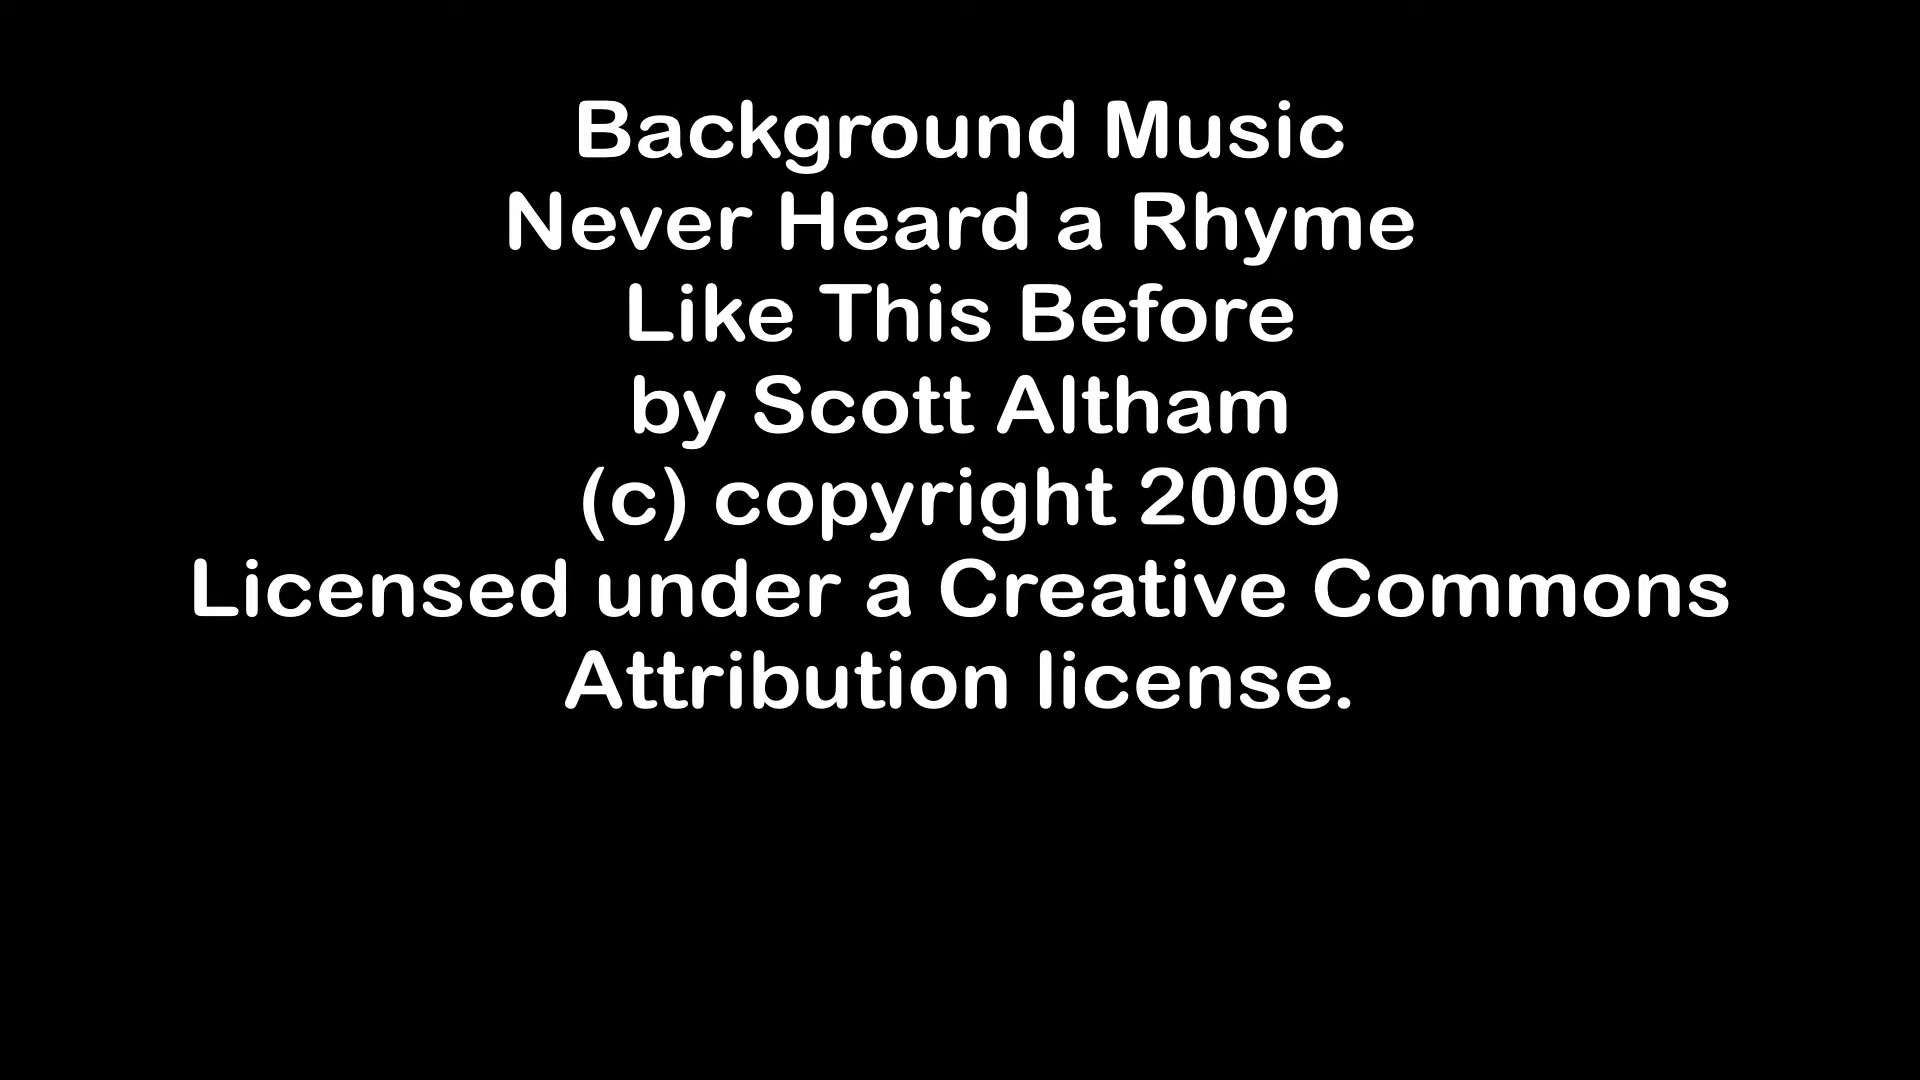 Background Music
Never Heard a Rhyme
Like This Before
by Scott Altham
(c) copyright 2009
Licensed under a Creative Commons
Attribution license.